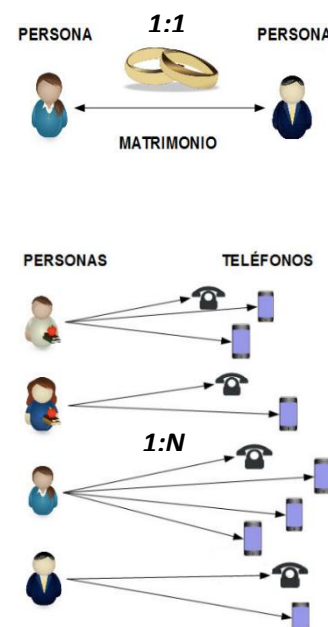 1:1
PERSONA PERSONA
MATRIMONIO
PERSONAS TELÉFONOS
1:N